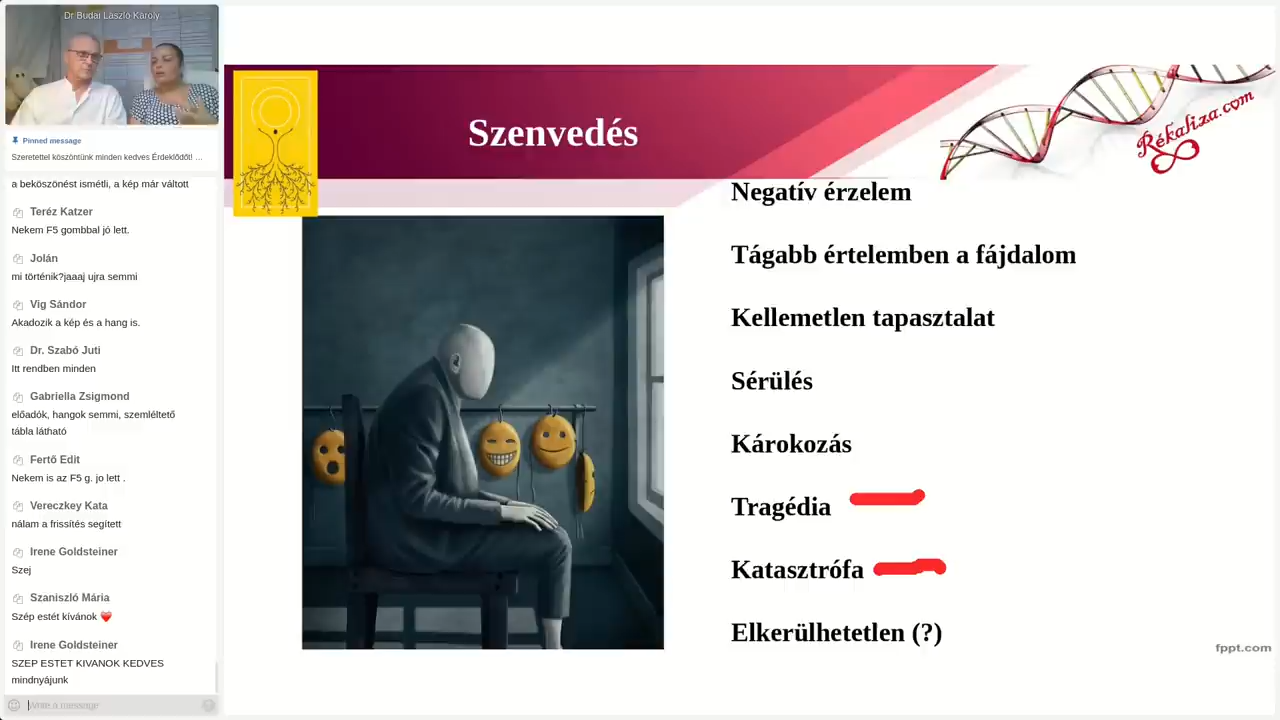 Dr Budai László Károly
Pinned message
Szeretettel köszöntünk minden kedves Érdeklődőt! ...
a beköszönést ismétli, a kép már váltott
Teréz Katzer
Nekem F5 gombbal jó lett.
Jolán
mi történik?jaaaj ujra semmi
Vig Sándor
Akadozik a kép és a hang is.
Dr. Szabó Juti
Itt rendben minden
Gabriella Zsigmond
előadók, hangok semmi, szemléltető
tábla látható
Fertő Edit
Nekem is az F5 g. jo lett .
Vereczkey Kata
nálam a frissítés segített
Irene Goldsteiner
Szej
Szaniszló Mária
Szép estét kívánok ❤️
Irene Goldsteiner
SZEP ESTET KIVANOK KEDVES
mindnyájunk
Write a message
Szenvedés
Rékaliza.com
Negatív érzelem
Tágabb értelemben a fájdalom
Kellemetlen tapasztalat
Sérülés
Károkozás
Tragédia
Katasztrófa
Elkerülhetetlen (?)
fppt.com